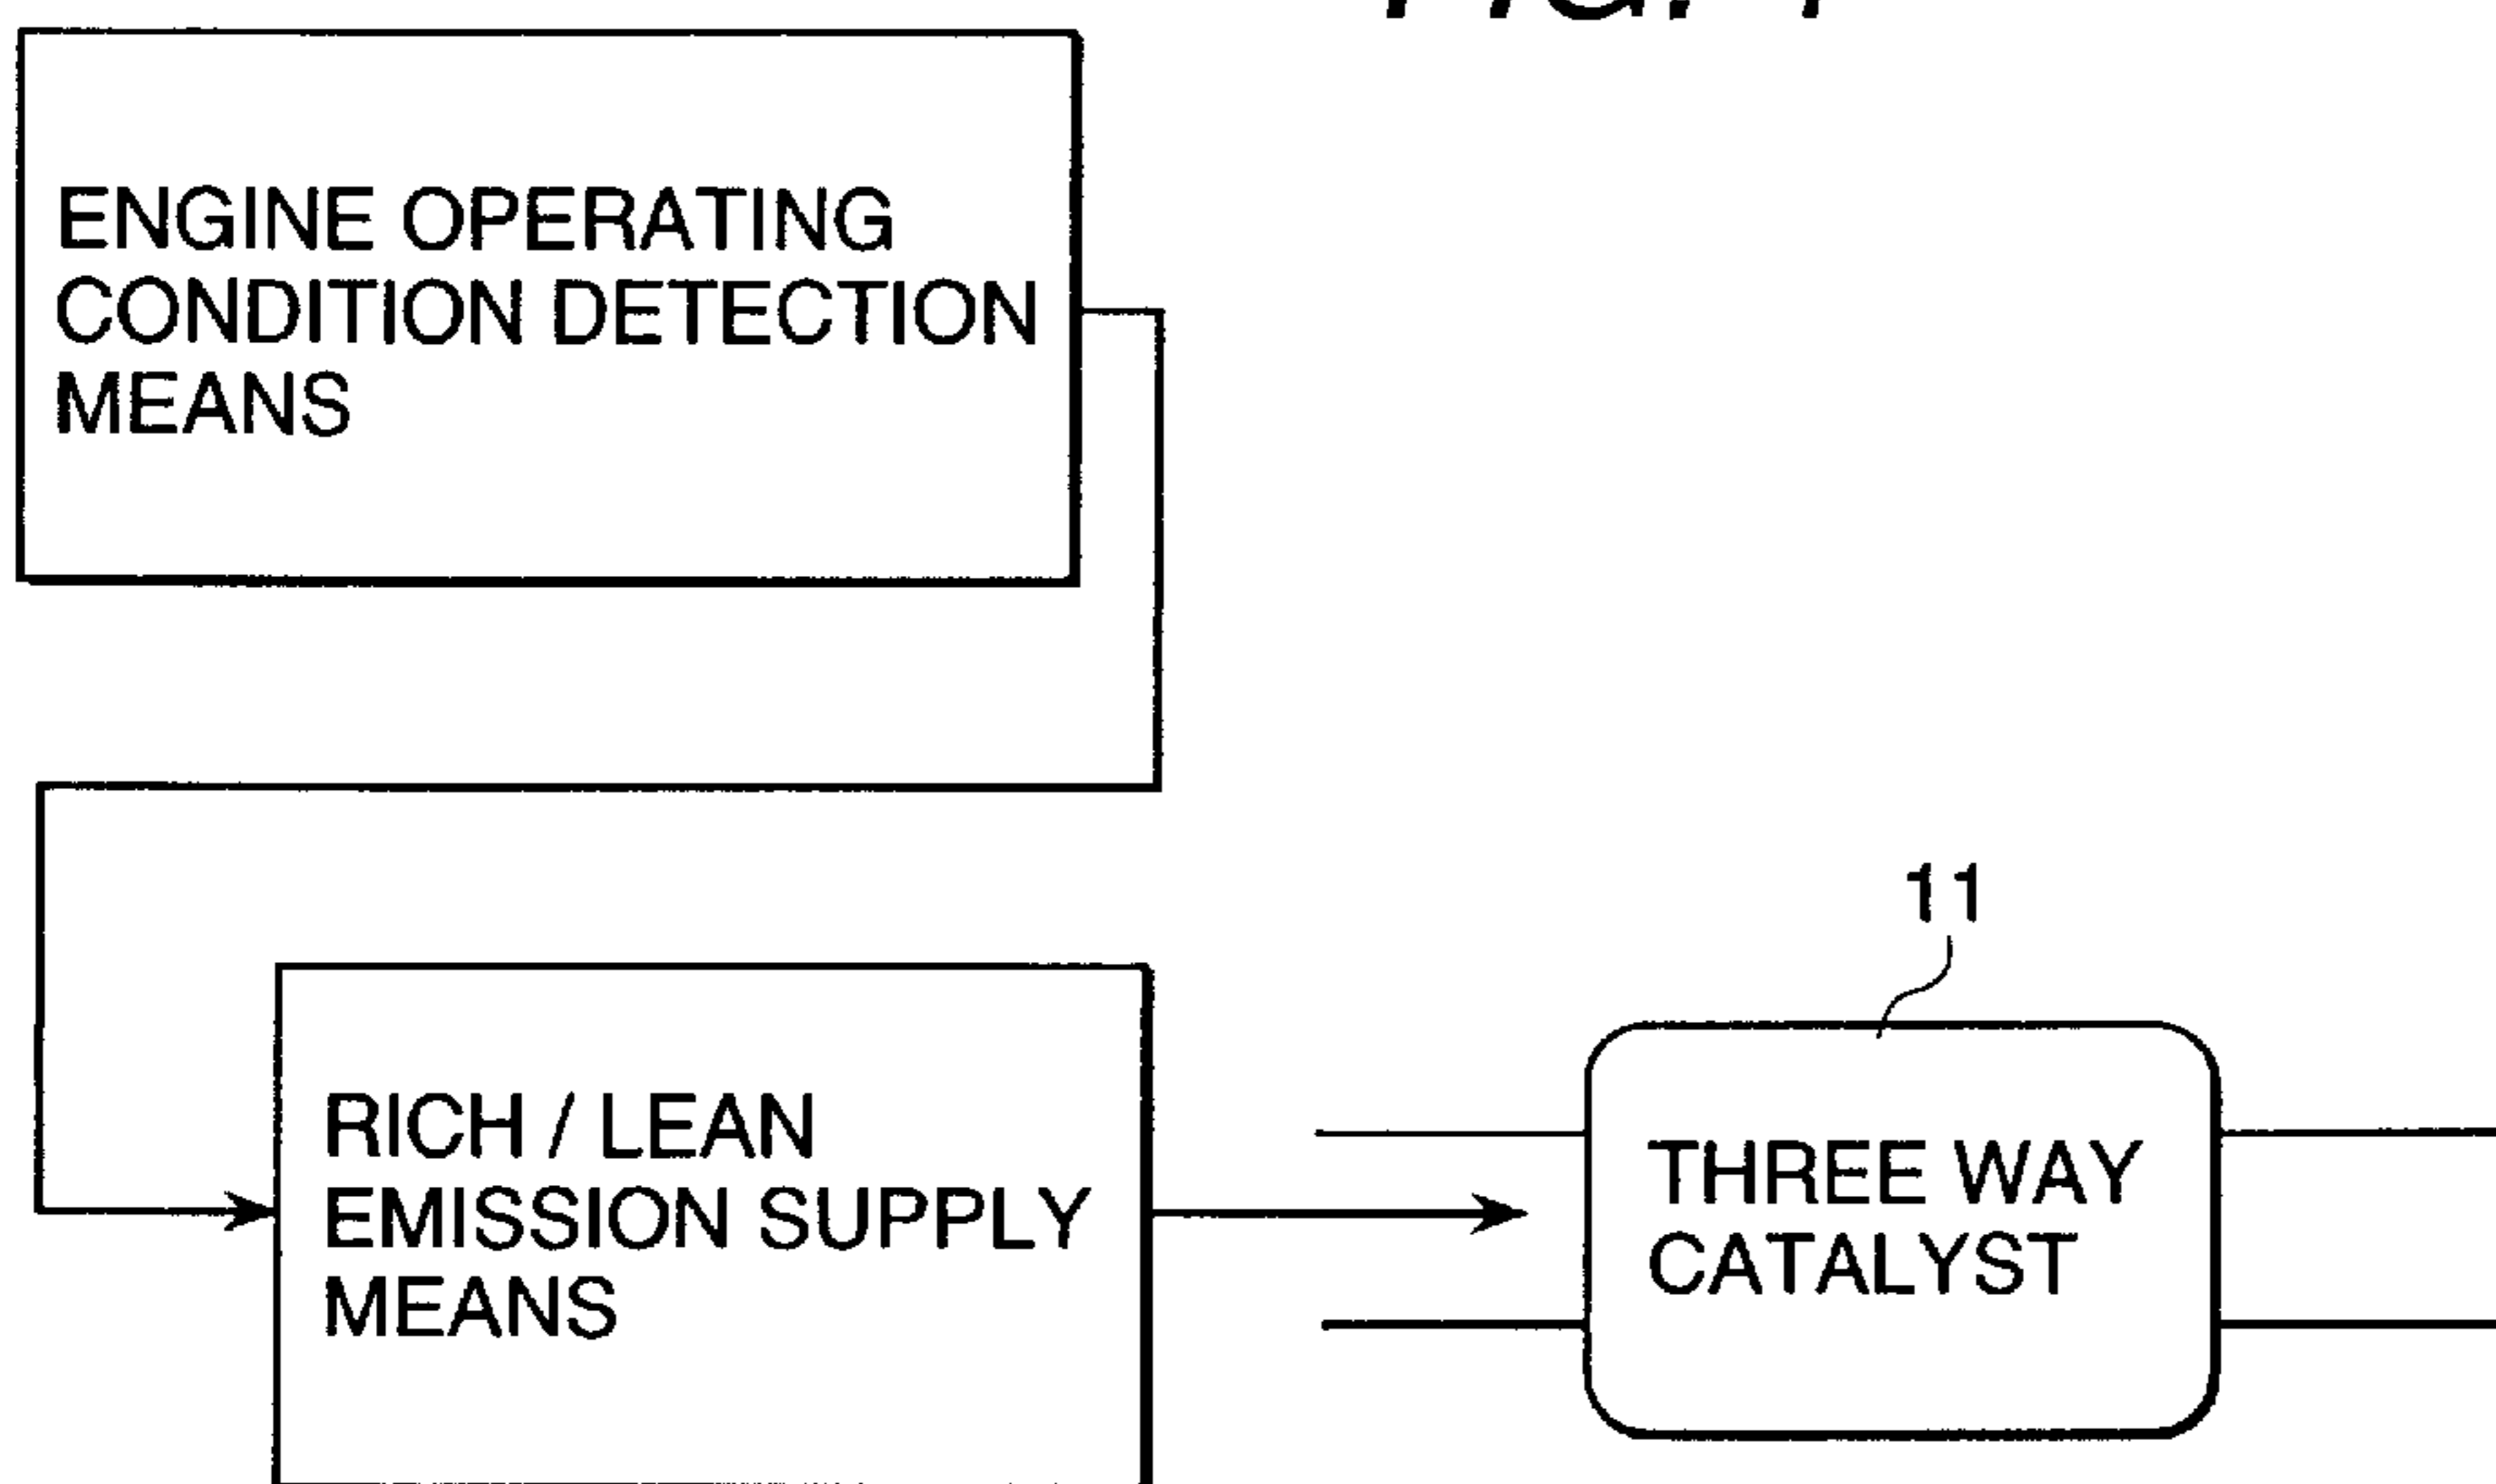 ENGINE OPERATING
CONDITION DETECTION
MEANS
11
RICH / LEAN
EMISSION SUPPLY
MEANS
THREE WAY
CATALYST